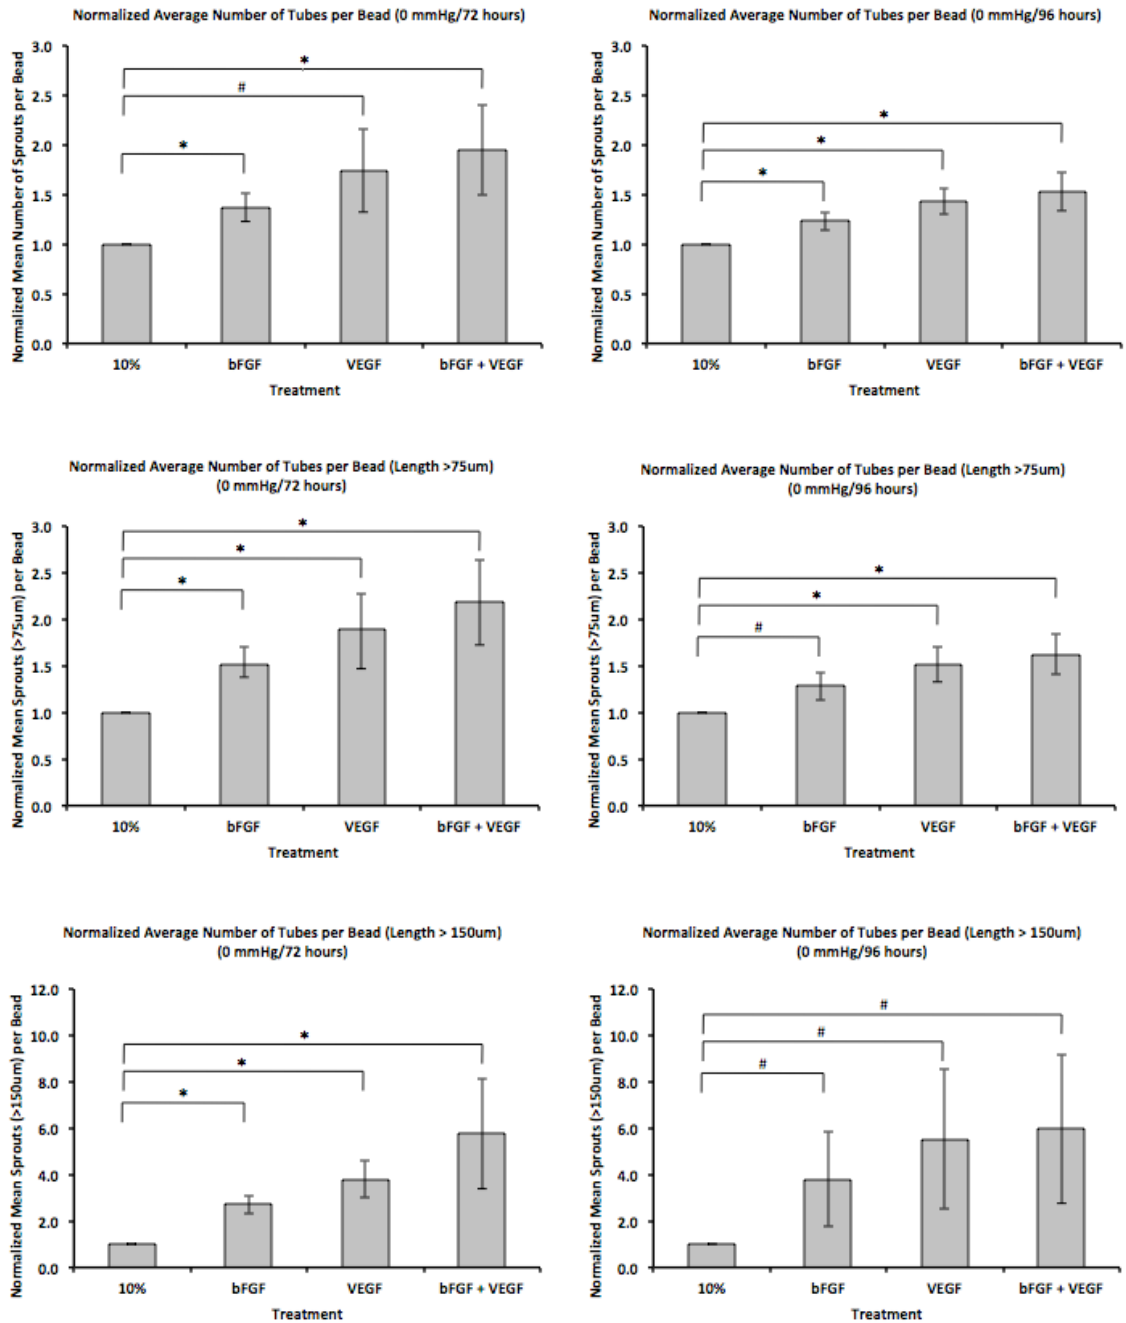 Normalized Average Number of Tubes per Bead (0 mmHg/72 hours)
Normalized Mean Number of Sprouts per Bead
3.0
2.5
2.0
1.5
1.0
0.5
0.0
*
#
*
10% bFGF VEGF bFGF + VEGF
Treatment
Normalized Average Number of Tubes per Bead (0 mmHg/96 hours)
Normalized Mean Number of Sprouts per Bead
3.0
2.5
2.0
1.5
1.0
0.5
0.0
*
*
*
10% bFGF VEGF bFGF + VEGF
Treatment
Normalized Average Number of Tubes per Bead (Length >75um)
(0 mmHg/72 hours)
Normalized Mean Sprouts (>75um) per Bead
3.0
2.5
2.0
1.5
1.0
0.5
0.0
*
*
*
10% bFGF VEGF bFGF + VEGF
Treatment
Normalized Average Number of Tubes per Bead (Length >75um)
(0 mmHg/96 hours)
Normalized Mean Sprouts (>75um) per Bead
3.0
2.5
2.0
1.5
1.0
0.5
0.0
*
*
#
10% bFGF VEGF bFGF + VEGF
Treatment
Normalized Average Number of Tubes per Bead (Length > 150um)
(0 mmHg/72 hours)
Normalized Mean Sprouts (>150um) per Bead
12.0
10.0
8.0
6.0
4.0
2.0
0.0
*
*
*
10% bFGF VEGF bFGF + VEGF
Treatment
Normalized Average Number of Tubes per Bead (Length > 150um)
(0 mmHg/96 hours)
Normalized Mean Sprouts (>150um) per Bead
12.0
10.0
8.0
6.0
4.0
2.0
0.0
#
#
#
10% bFGF VEGF bFGF + VEGF
Treatment